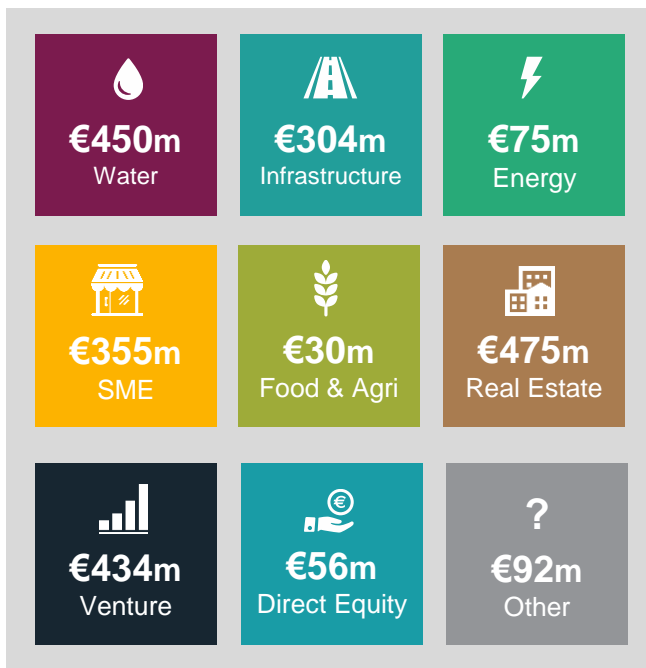 €450m
Water
€304m
Infrastructure
€75m
Energy
€355m
SME
€30m
Food & Agri
€475m
Real Estate
€434m
Venture
€
€56m
Direct Equity
?
€92m
Other